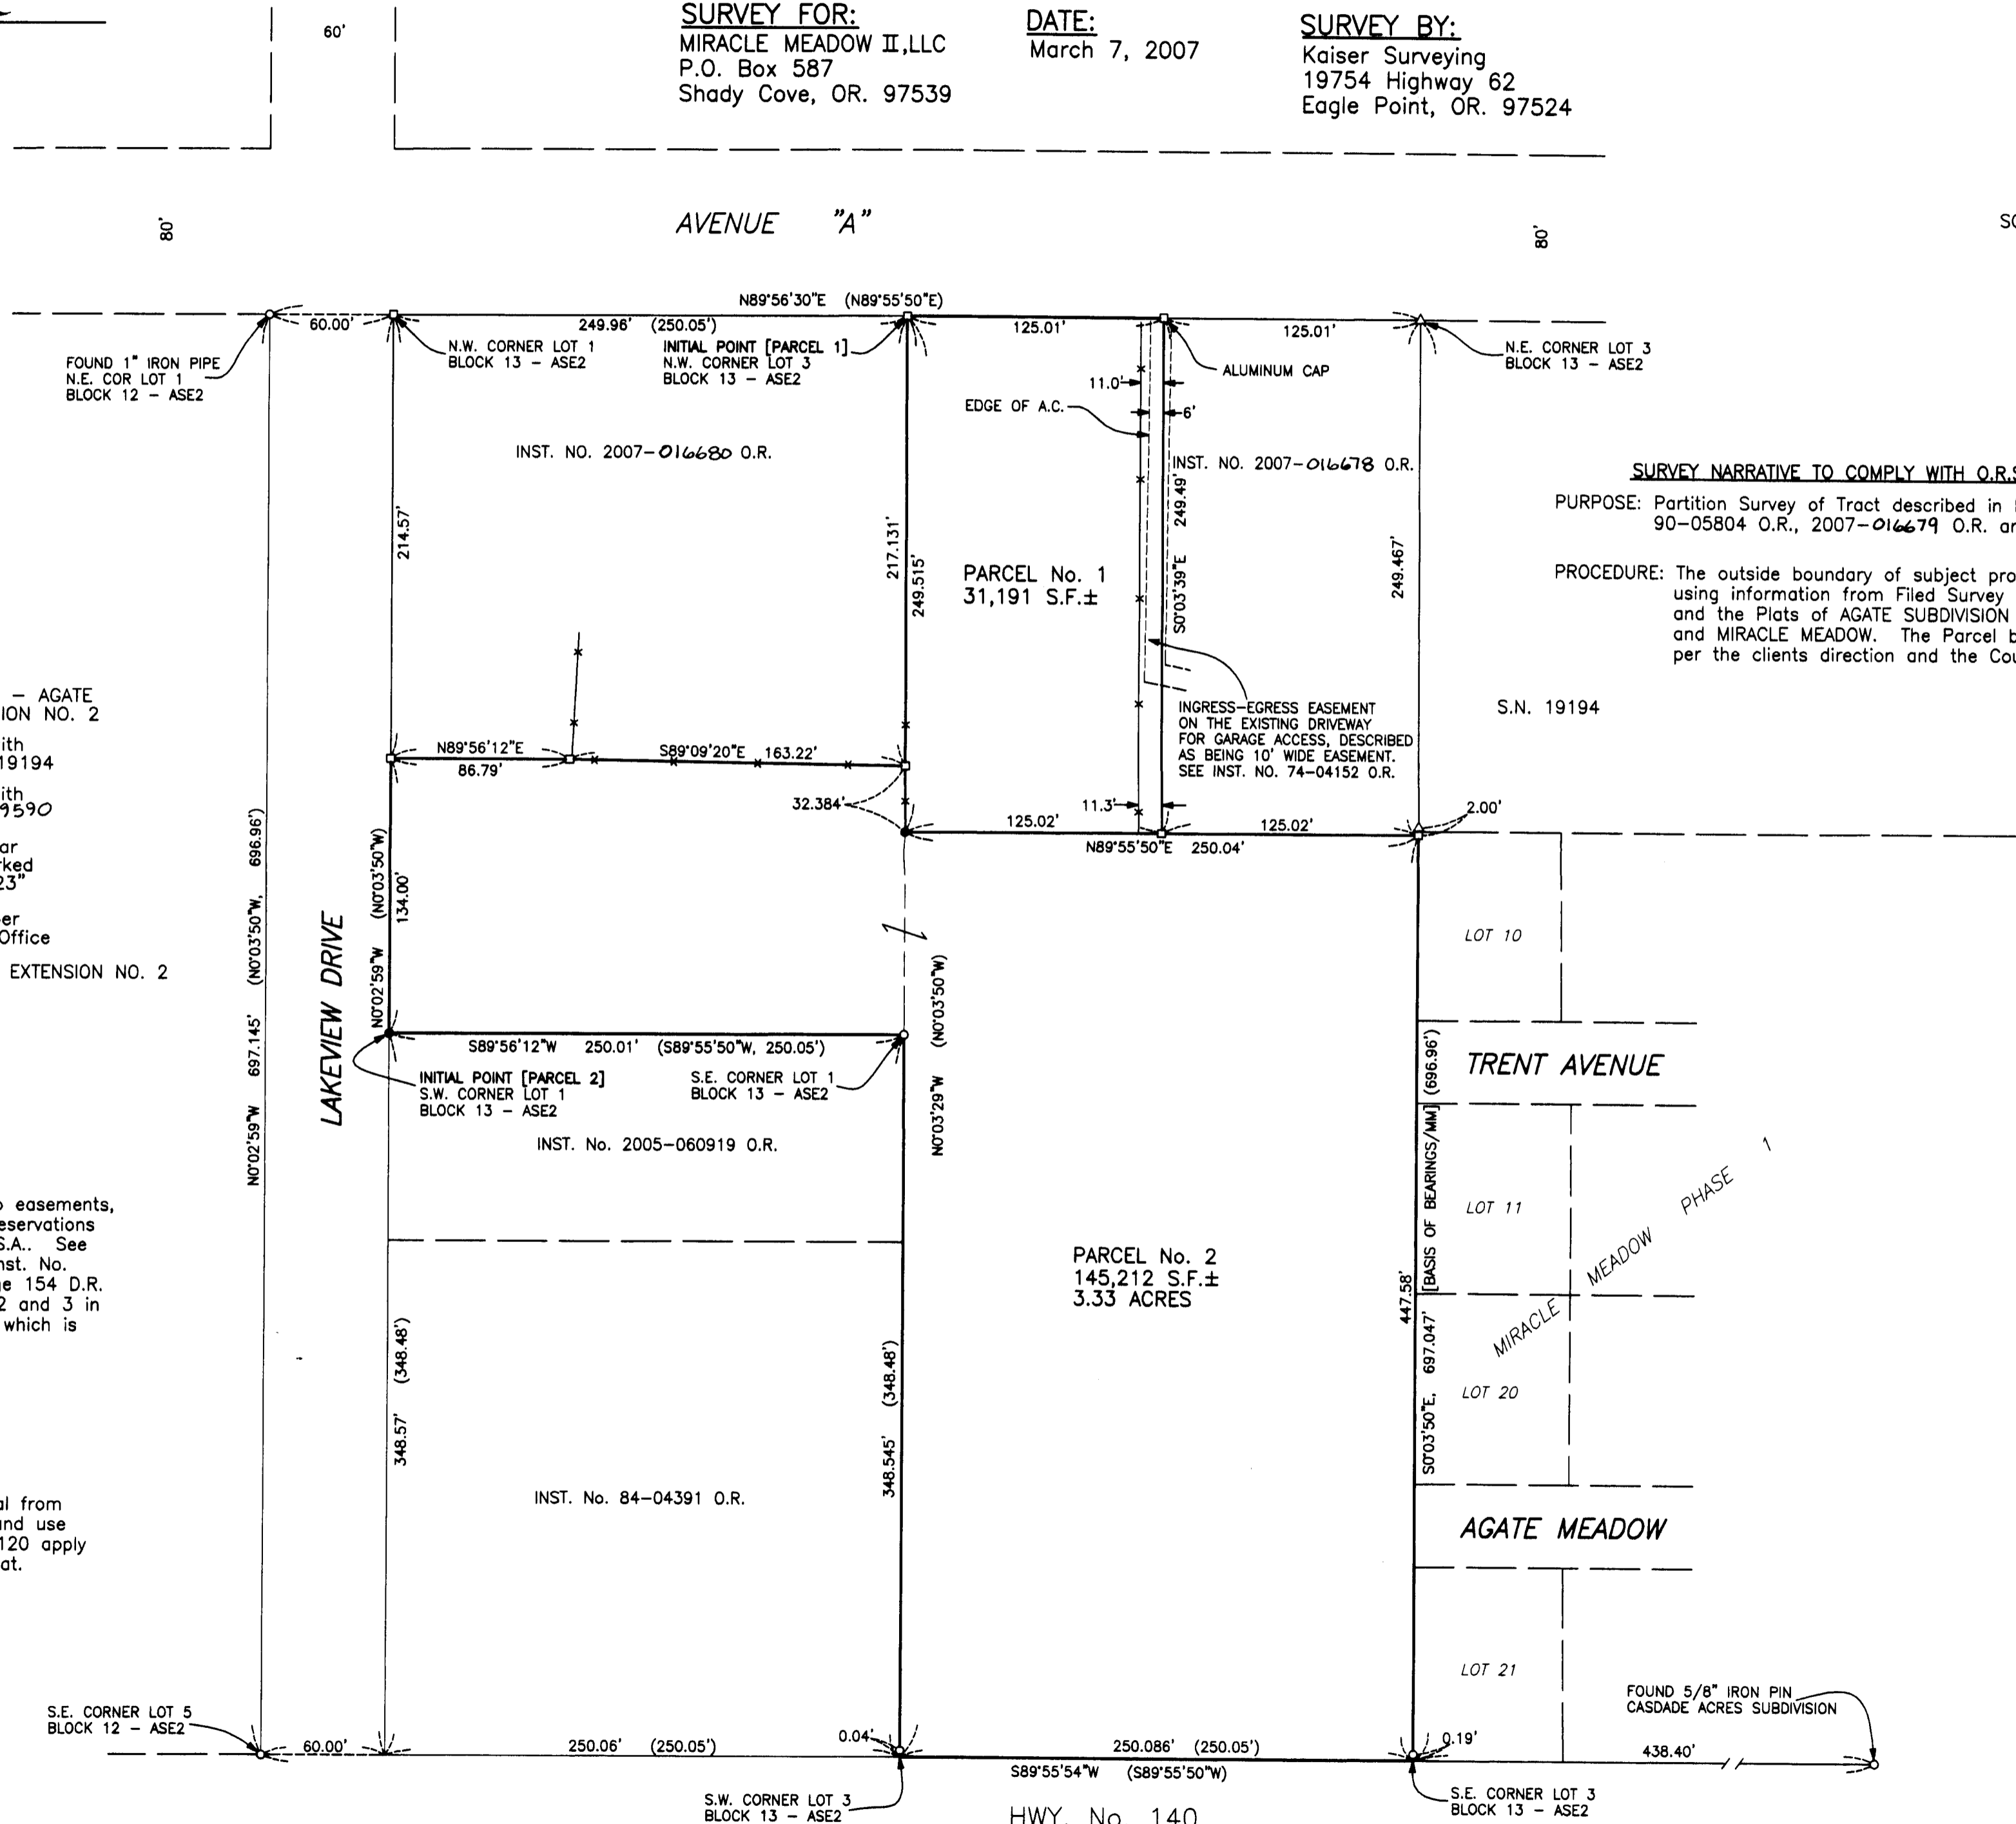 SURVEY FOR:
MIRACLE MEADOW II,LLC
P.O. Box 587
Shady Cove, OR. 97539
DATE:
March 7, 2007
SURVEY BY:
Kaiser Surveying
19754 Highway 62
Eagle Point, OR. 97524
60'
80'
AVENUE "A"
80'
N89°56'30"E (N89°55'50"E)
60.00'
249.96' (250.05')
125.01'
125.01'
FOUND 1" IRON PIPE
N.E. COR LOT 1
BLOCK 12 – ASE2
N.W. CORNER LOT 1
BLOCK 13 – ASE2
INITIAL POINT [PARCEL 1]
N.W. CORNER LOT 3
BLOCK 13 – ASE2
ALUMINUM CAP
N.E. CORNER LOT 3
BLOCK 13 – ASE2
11.0'
6'
EDGE OF A.C.
INST. NO. 2007-016680 O.R.
INST. NO. 2007-016678 O.R.
214.57'
217.131'
249.515'
S0°03'39"E 249.49'
249.467'
PARCEL No. 1
31,191 S.F.±
SURVEY NARRATIVE TO COMPLY WITH O.R.S
PURPOSE: Partition Survey of Tract described in
90-05804 O.R., 2007-016679 O.R. an
PROCEDURE: The outside boundary of subject pro
using information from Filed Survey
and the Plats of AGATE SUBDIVISION
and MIRACLE MEADOW. The Parcel b
per the clients direction and the Cou
S.N. 19194
INGRESS–EGRESS EASEMENT
ON THE EXISTING DRIVEWAY
FOR GARAGE ACCESS, DESCRIBED
AS BEING 10' WIDE EASEMENT.
SEE INST. NO. 74-04152 O.R.
– AGATE
ION NO. 2
ith
19194
ith
9590
ar
rked
23"
er
Office
EXTENSION NO. 2
N89°56'12"E
86.79'
S89°09'20"E 163.22'
32.384'
11.3'
125.02'
125.02'
2.00'
N89°55'50"E 250.04'
N0°02'59"W 697.145' (N0°03'50"W, 696.96')
LAKEVIEW DRIVE
N0°02'59"W (N0°03'50"W)
134.00'
N0°03'29"W (N0°03'50"W)
S89°56'12"W 250.01' (S89°55'50"W, 250.05')
INITIAL POINT [PARCEL 2]
S.W. CORNER LOT 1
BLOCK 13 – ASE2
S.E. CORNER LOT 1
BLOCK 13 – ASE2
INST. No. 2005-060919 O.R.
LOT 10
TRENT AVENUE
LOT 11
MIRACLE MEADOW PHASE 1
LOT 20
AGATE MEADOW
LOT 21
PARCEL No. 2
145,212 S.F.±
3.33 ACRES
447.58'
S0°03'50"E, 697.047' [BASIS OF BEARINGS/MM] (696.96')
easements,
eservations
S.A.. See
nst. No.
e 154 D.R.
2 and 3 in
which is
348.57' (348.48')
348.545' (348.48')
INST. No. 84-04391 O.R.
al from
and use
120 apply
at.
S.E. CORNER LOT 5
BLOCK 12 – ASE2
60.00'
250.06' (250.05')
0.04'
250.086' (250.05')
S89°55'54"W (S89°55'50"W)
0.19'
438.40'
FOUND 5/8" IRON PIN
CASDADE ACRES SUBDIVISION
S.W. CORNER LOT 3
BLOCK 13 – ASE2
S.E. CORNER LOT 3
BLOCK 13 – ASE2
HWY. No. 140